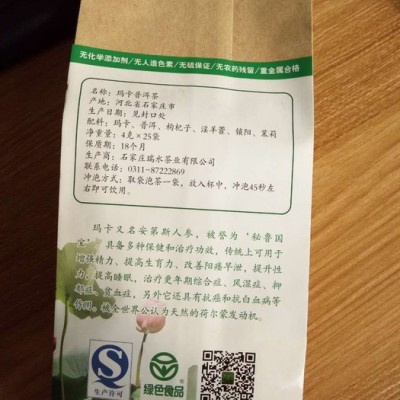 无化学添加剂/无人造色素/无硫保证/无农药残留/重金属合格
名称：玛卡普洱茶
产地：河北省石家庄市
生产日期：见封口处
配料：玛卡、普洱、枸杞子、淫羊藿、锁阳、茉莉
净重量：4克×25袋
保质期：18个月
生产商：石家庄瑞水茶业有限公司
联系电话：0311-87222869
冲泡方式：取袋泡茶一袋，放入杯中，冲泡45秒左
右即可饮用。
玛卡又名安第斯人参，被誉为‘秘鲁国
宝’，具备多种保健和治疗功效，传统上可用于
增强精力、提高生育力、改善阳痿早泄、提升性
力、提高睡眠，治疗更年期综合症、风湿症、抑
郁症、贫血症，另外它还具有抗癌和抗白血病等
作用。被全世界公认为天然的荷尔蒙发动机。
生产许可
绿色食品